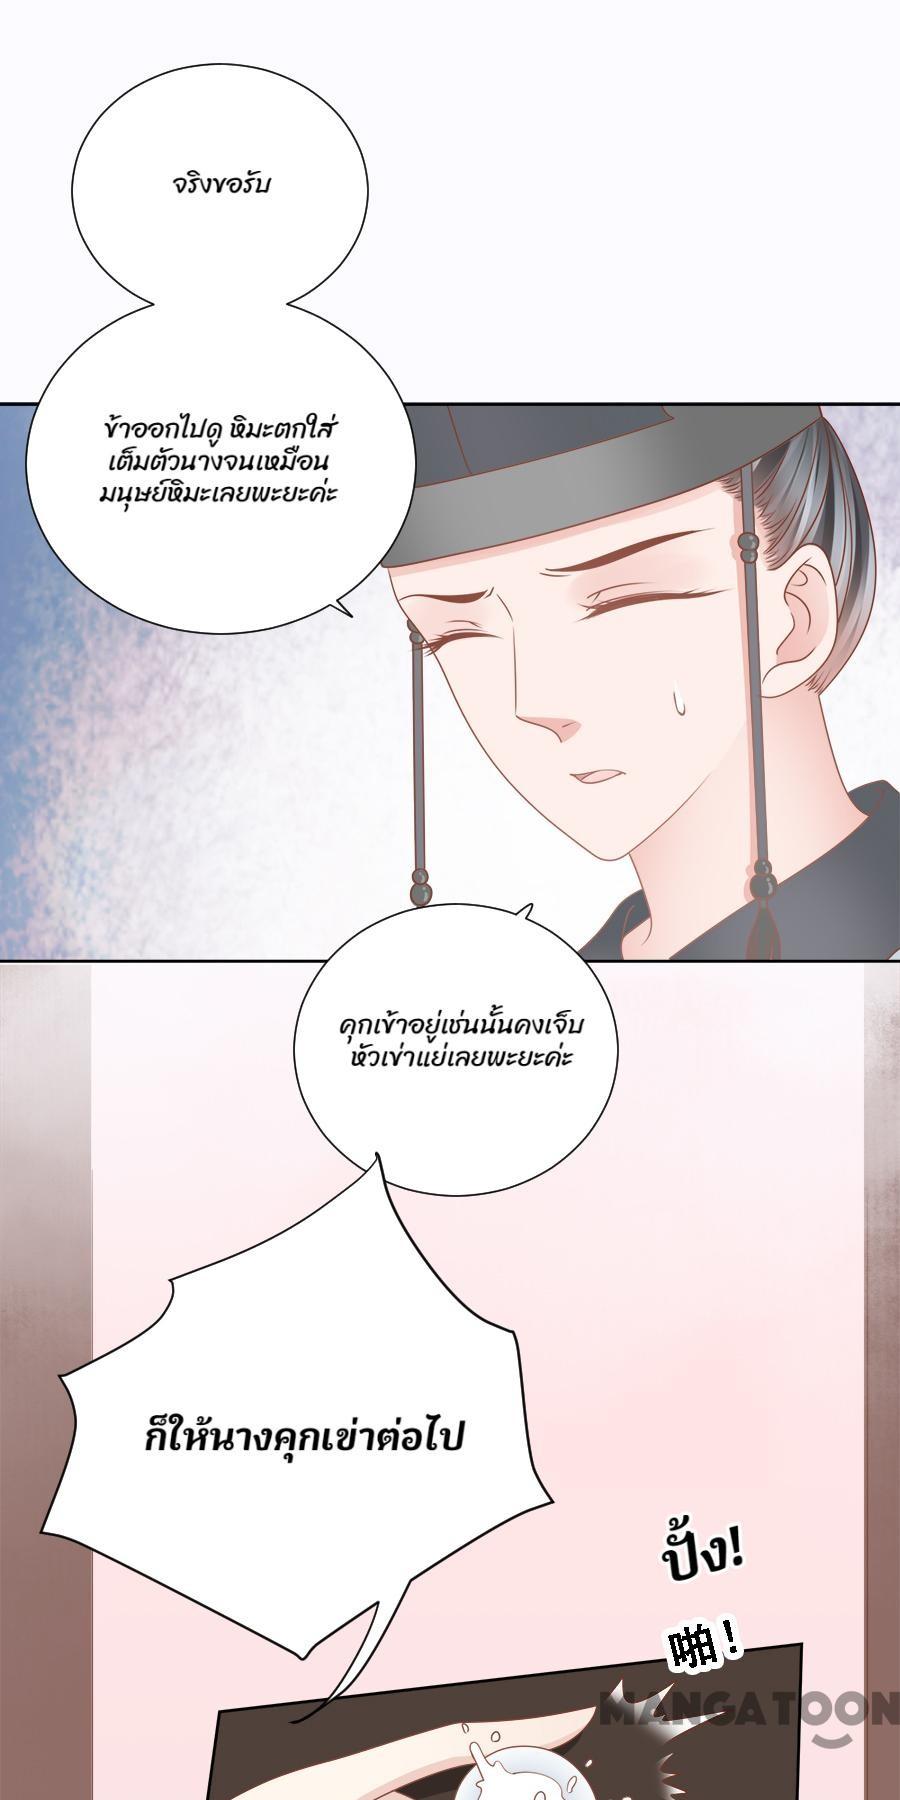 จริงขอรับ
ข้าออกไปดู หิมะตกใส่
เต็มตัวนางจนเหมือน
มนุษย์หิมะเลยพะยะค่ะ
คุกเข้าอยู่เช่นนั้นคงเจ็บ
หัวเข่าแย่เลยพะยะค่ะ
ก็ให้นางคุกเข่าต่อไป
ปั้ง!
啪！
MANGATOON